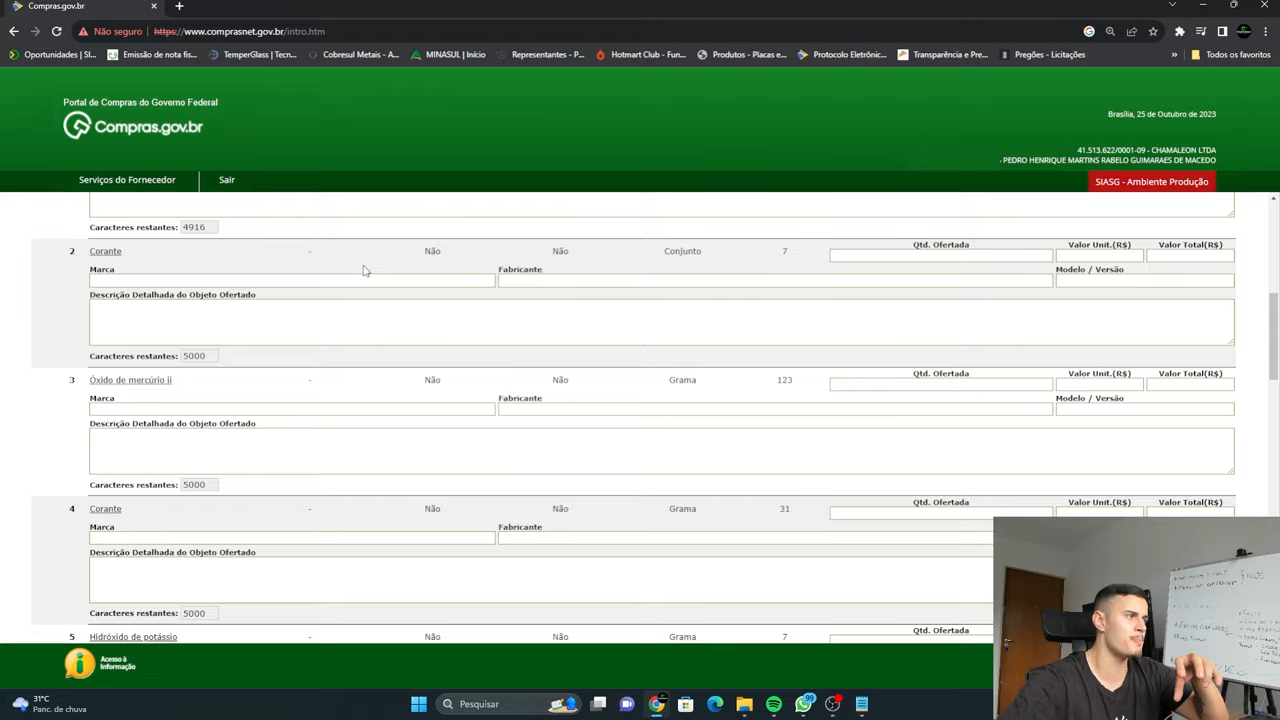 Compras.gov.br
Não seguro
https://www.comprasnet.gov.br/intro.htm
Oportunidades | Sl...
Emissão de nota fis...
TemperGlass | Tecn...
Cobresul Metais - A...
MINASUL | Início
Representantes - P...
Hotmart Club - Fun...
Produtos - Placas e...
Protocolo Eletrônic...
Transparência e Pre...
Pregões - Licitações
Todos os favoritos
Portal de Compras do Governo Federal
Compras.gov.br
Brasília, 25 de Outubro de 2023
41.513.622/0001-09 - CHAMALEON LTDA
- PEDRO HENRIQUE MARTINS RABELO GUIMARAES DE MACEDO
Serviços do Fornecedor
Sair
SIASG - Ambiente Produção
Caracteres restantes: 4916
2 Corante - Não Não Conjunto 7 Qtd. Ofertada Valor Unit.(R$) Valor Total(R$)
Marca Fabricante Modelo / Versão
Descrição Detalhada do Objeto Ofertado
Caracteres restantes: 5000
3 Óxido de mercúrio ii - Não Não Grama 123 Qtd. Ofertada Valor Unit.(R$) Valor Total(R$)
Marca Fabricante Modelo / Versão
Descrição Detalhada do Objeto Ofertado
Caracteres restantes: 5000
4 Corante - Não Não Grama 31 Qtd. Ofertada Valor Unit.(R$) Valor Total(R$)
Marca Fabricante
Descrição Detalhada do Objeto Ofertado
Caracteres restantes: 5000
5 Hidróxido de potássio - Não Não Grama 7 Qtd. Ofertada
Acesso à
Informação
31°C
Panc. de chuva
Pesquisar
99